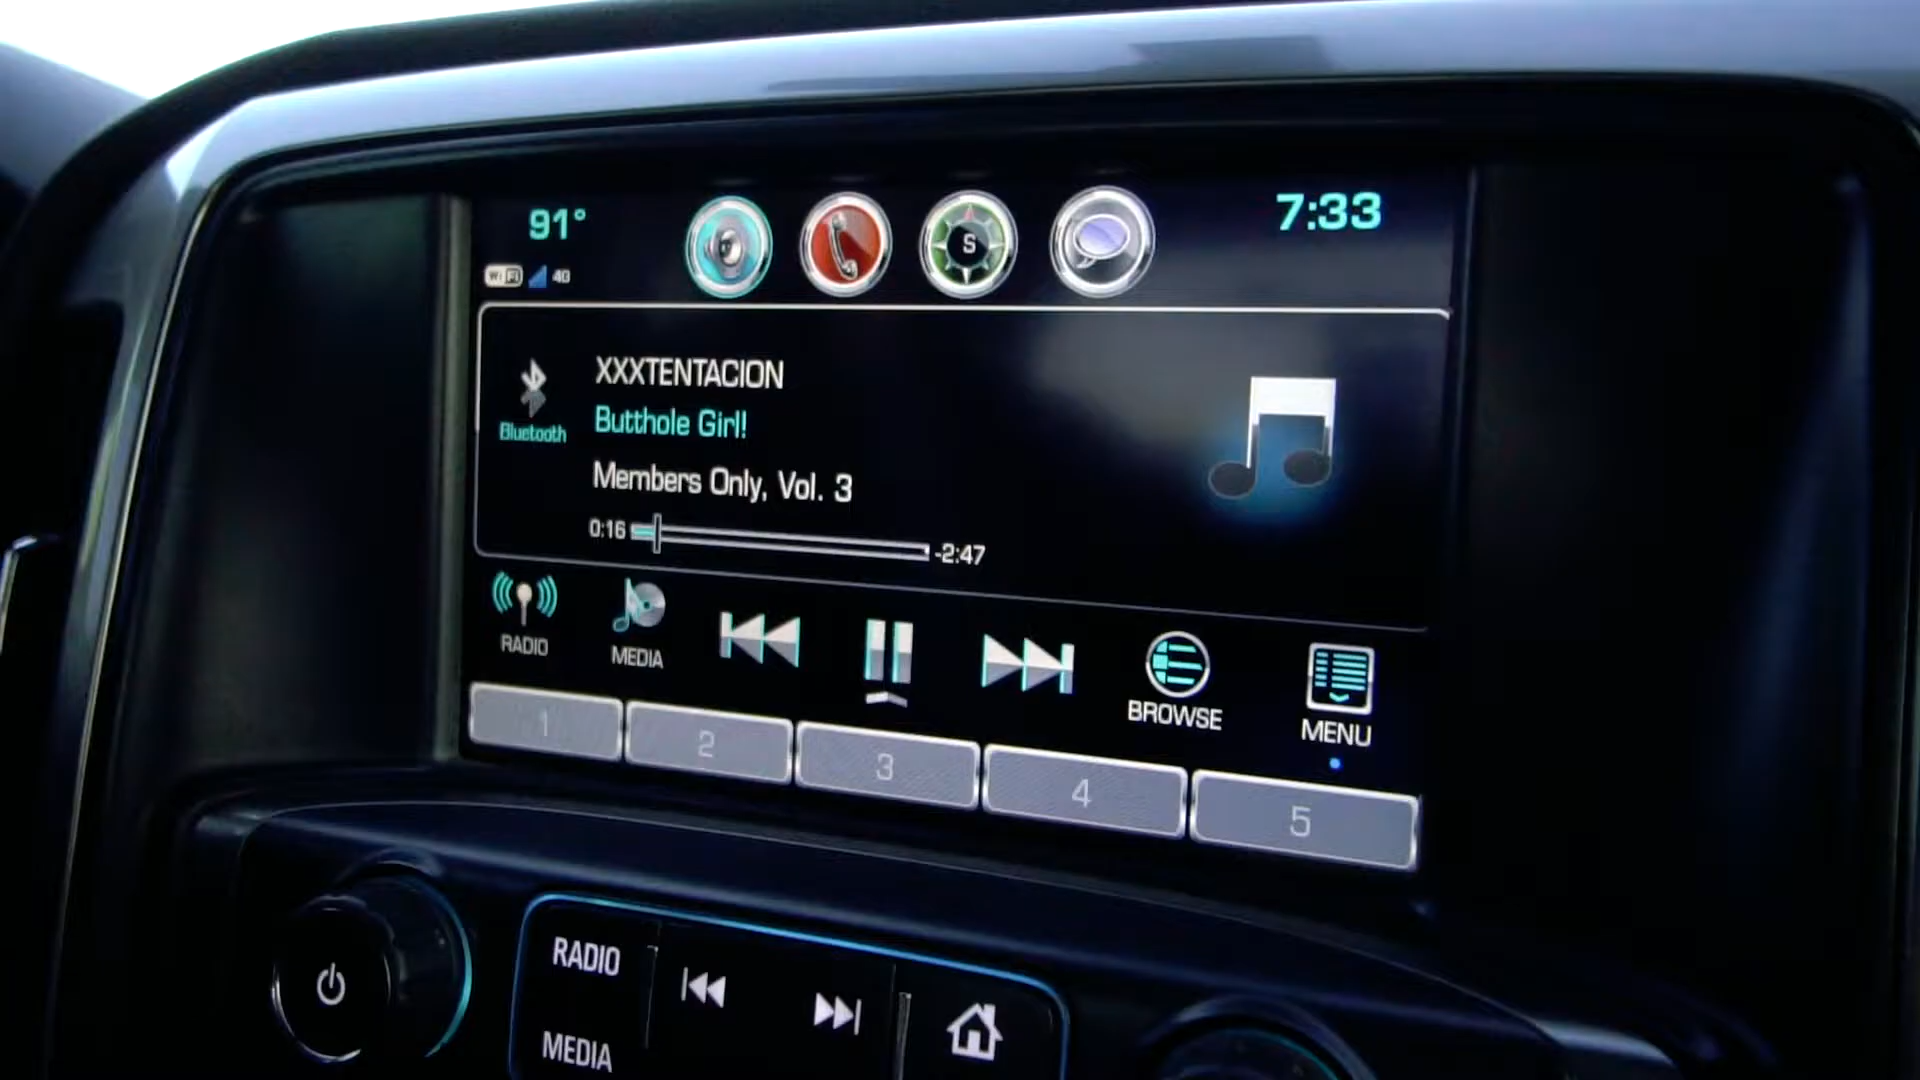 91° 7:33
WiFi 4G
S
XXXTENTACION
Bluetooth
Butthole Girl!
Members Only, Vol. 3
0:16 -2:47
RADIO MEDIA BROWSE MENU
1 2 3 4 5
RADIO
MEDIA